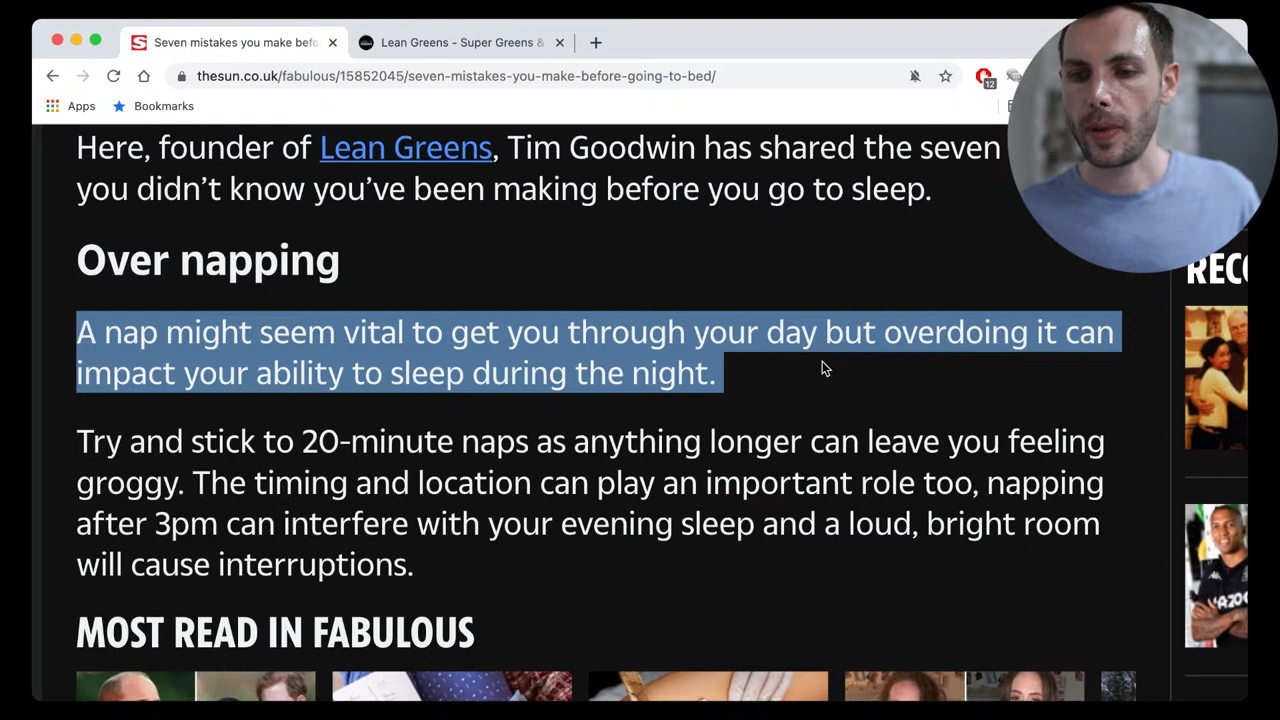 Seven mistakes you make befo
Lean Greens - Super Greens &
thesun.co.uk/fabulous/15852045/seven-mistakes-you-make-before-going-to-bed/
12
Apps
Bookmarks
Here, founder of Lean Greens, Tim Goodwin has shared the seven
you didn’t know you’ve been making before you go to sleep.
Over napping
RECO
A nap might seem vital to get you through your day but overdoing it can
impact your ability to sleep during the night.
Try and stick to 20-minute naps as anything longer can leave you feeling
groggy. The timing and location can play an important role too, napping
after 3pm can interfere with your evening sleep and a loud, bright room
will cause interruptions.
MOST READ IN FABULOUS